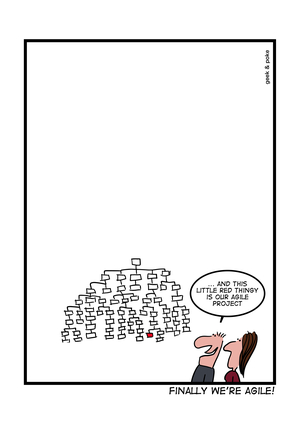 geek & poke
... AND THIS
LITTLE RED THINGY
IS OUR AGILE
PROJECT
FINALLY WE'RE AGILE!